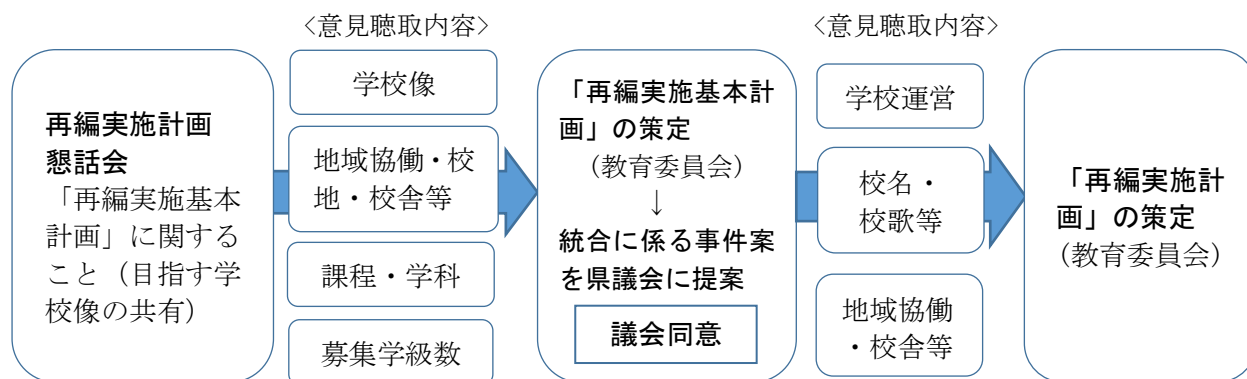 再編実施計画
懇話会
「再編実施基本
計画」に関する
こと（目指す学
校像の共有）
〈意見聴取内容〉
学校像
地域協働・校
地・校舎等
課程・学科
募集学級数
「再編実施基本計
画」の策定
（教育委員会）
↓
統合に係る事件案
を県議会に提案
議会同意
〈意見聴取内容〉
学校運営
校名・
校歌等
地域協働
・校舎等
「再編実施計
画」の策定
（教育委員会）